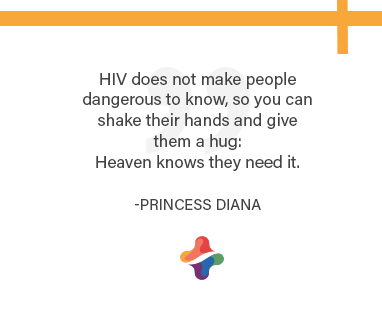 HIV does not make people
dangerous to know, so you can
shake their hands and give
them a hug:
Heaven knows they need it.
-PRINCESS DIANA